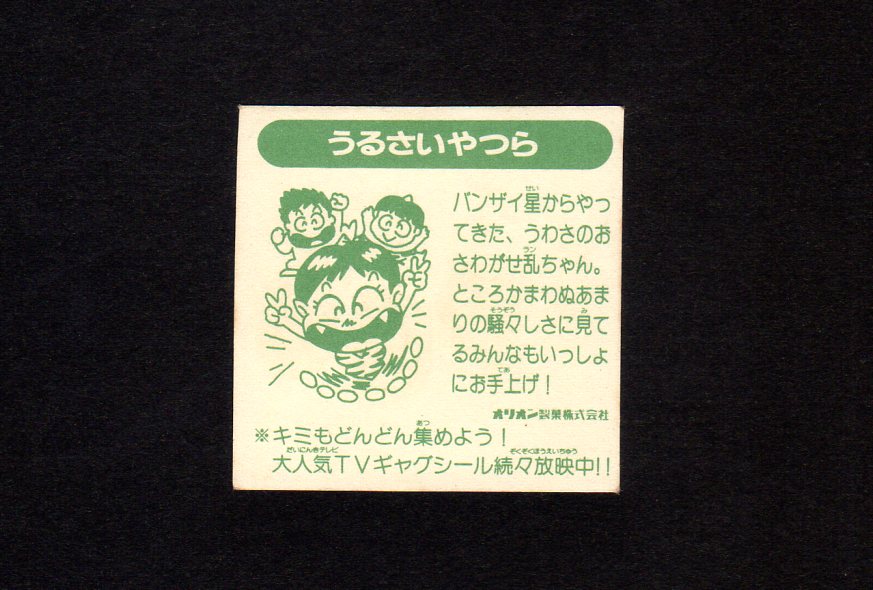 うるさいやつら
バンザイ星からやっ
てきた、うわさのお
さわがせ乱ちゃん。
ところかまわぬあま
りの騒々しさに見て
るみんなもいっしょ
にお手上げ!
オリオン製菓株式会社
※キミもどんどん集めよう!
大人気TVギャグシール続々放映中!!